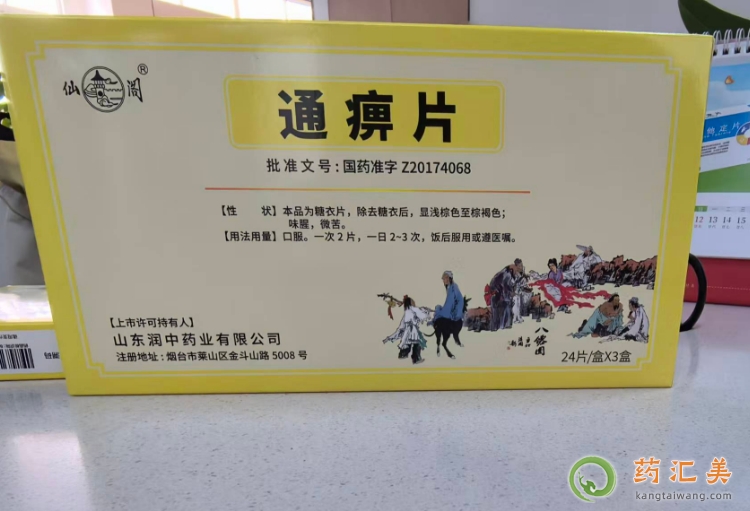 仙阁®
通痹片
批准文号：国药准字 Z20174068
【性　　状】本品为糖衣片，除去糖衣后，显浅棕色至棕褐色；
味腥，微苦。
【用法用量】口服。一次2片，一日2~3次，饭后服用或遵医嘱。
【上市许可持有人】
山东润中药业有限公司
注册地址：烟台市莱山区金斗山路 5008 号
八仙图
24片/盒X3盒
12 13 14 15
药汇美
kangtaiwang.com